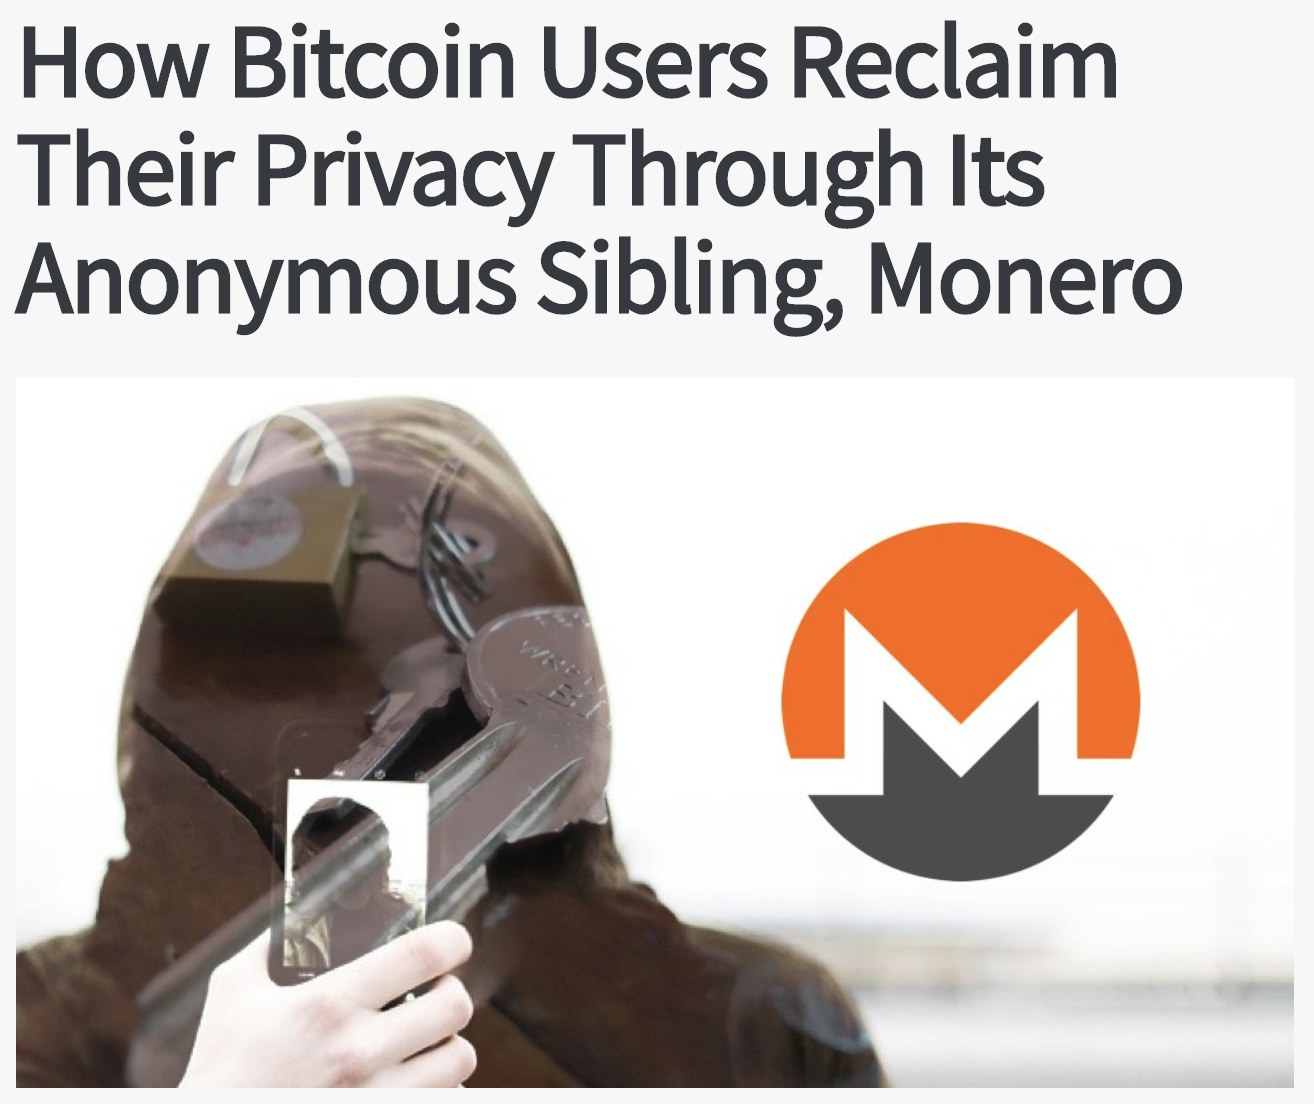 How Bitcoin Users Reclaim
Their Privacy Through Its
Anonymous Sibling, Monero